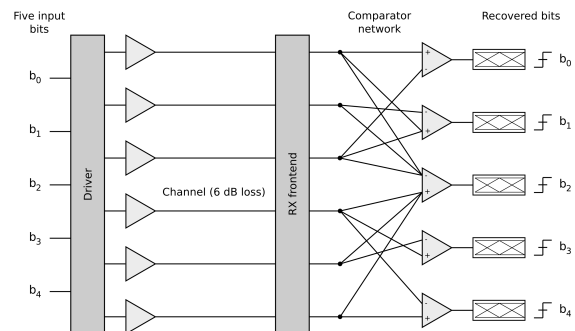 Five input
bits
Comparator
network
Recovered bits
b0
b1
b2
b3
b4
Driver
Channel (6 dB loss)
RX frontend
+
-
-
+
-
+
-
+
-
+
b0
b1
b2
b3
b4